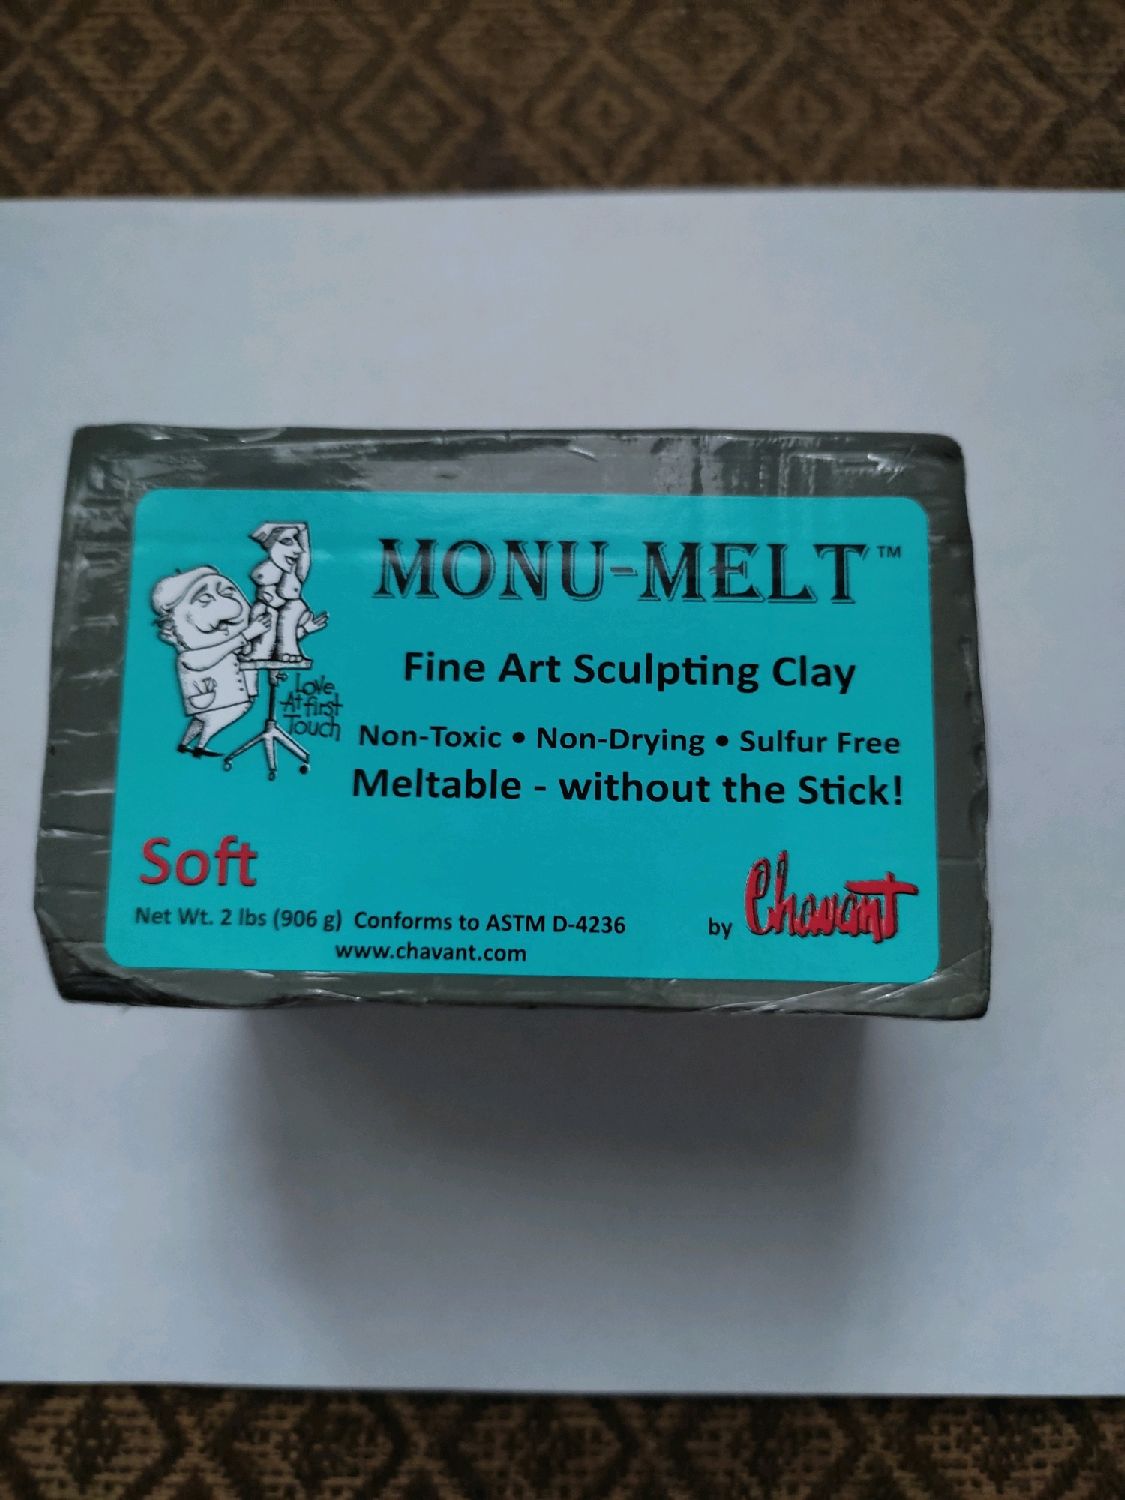 MONU-MELT™
Fine Art Sculpting Clay
Love
At first
Touch
Non-Toxic • Non-Drying • Sulfur Free
Meltable - without the Stick!
Soft
Net Wt. 2 lbs (906 g) Conforms to ASTM D-4236
www.chavant.com
by Chavant